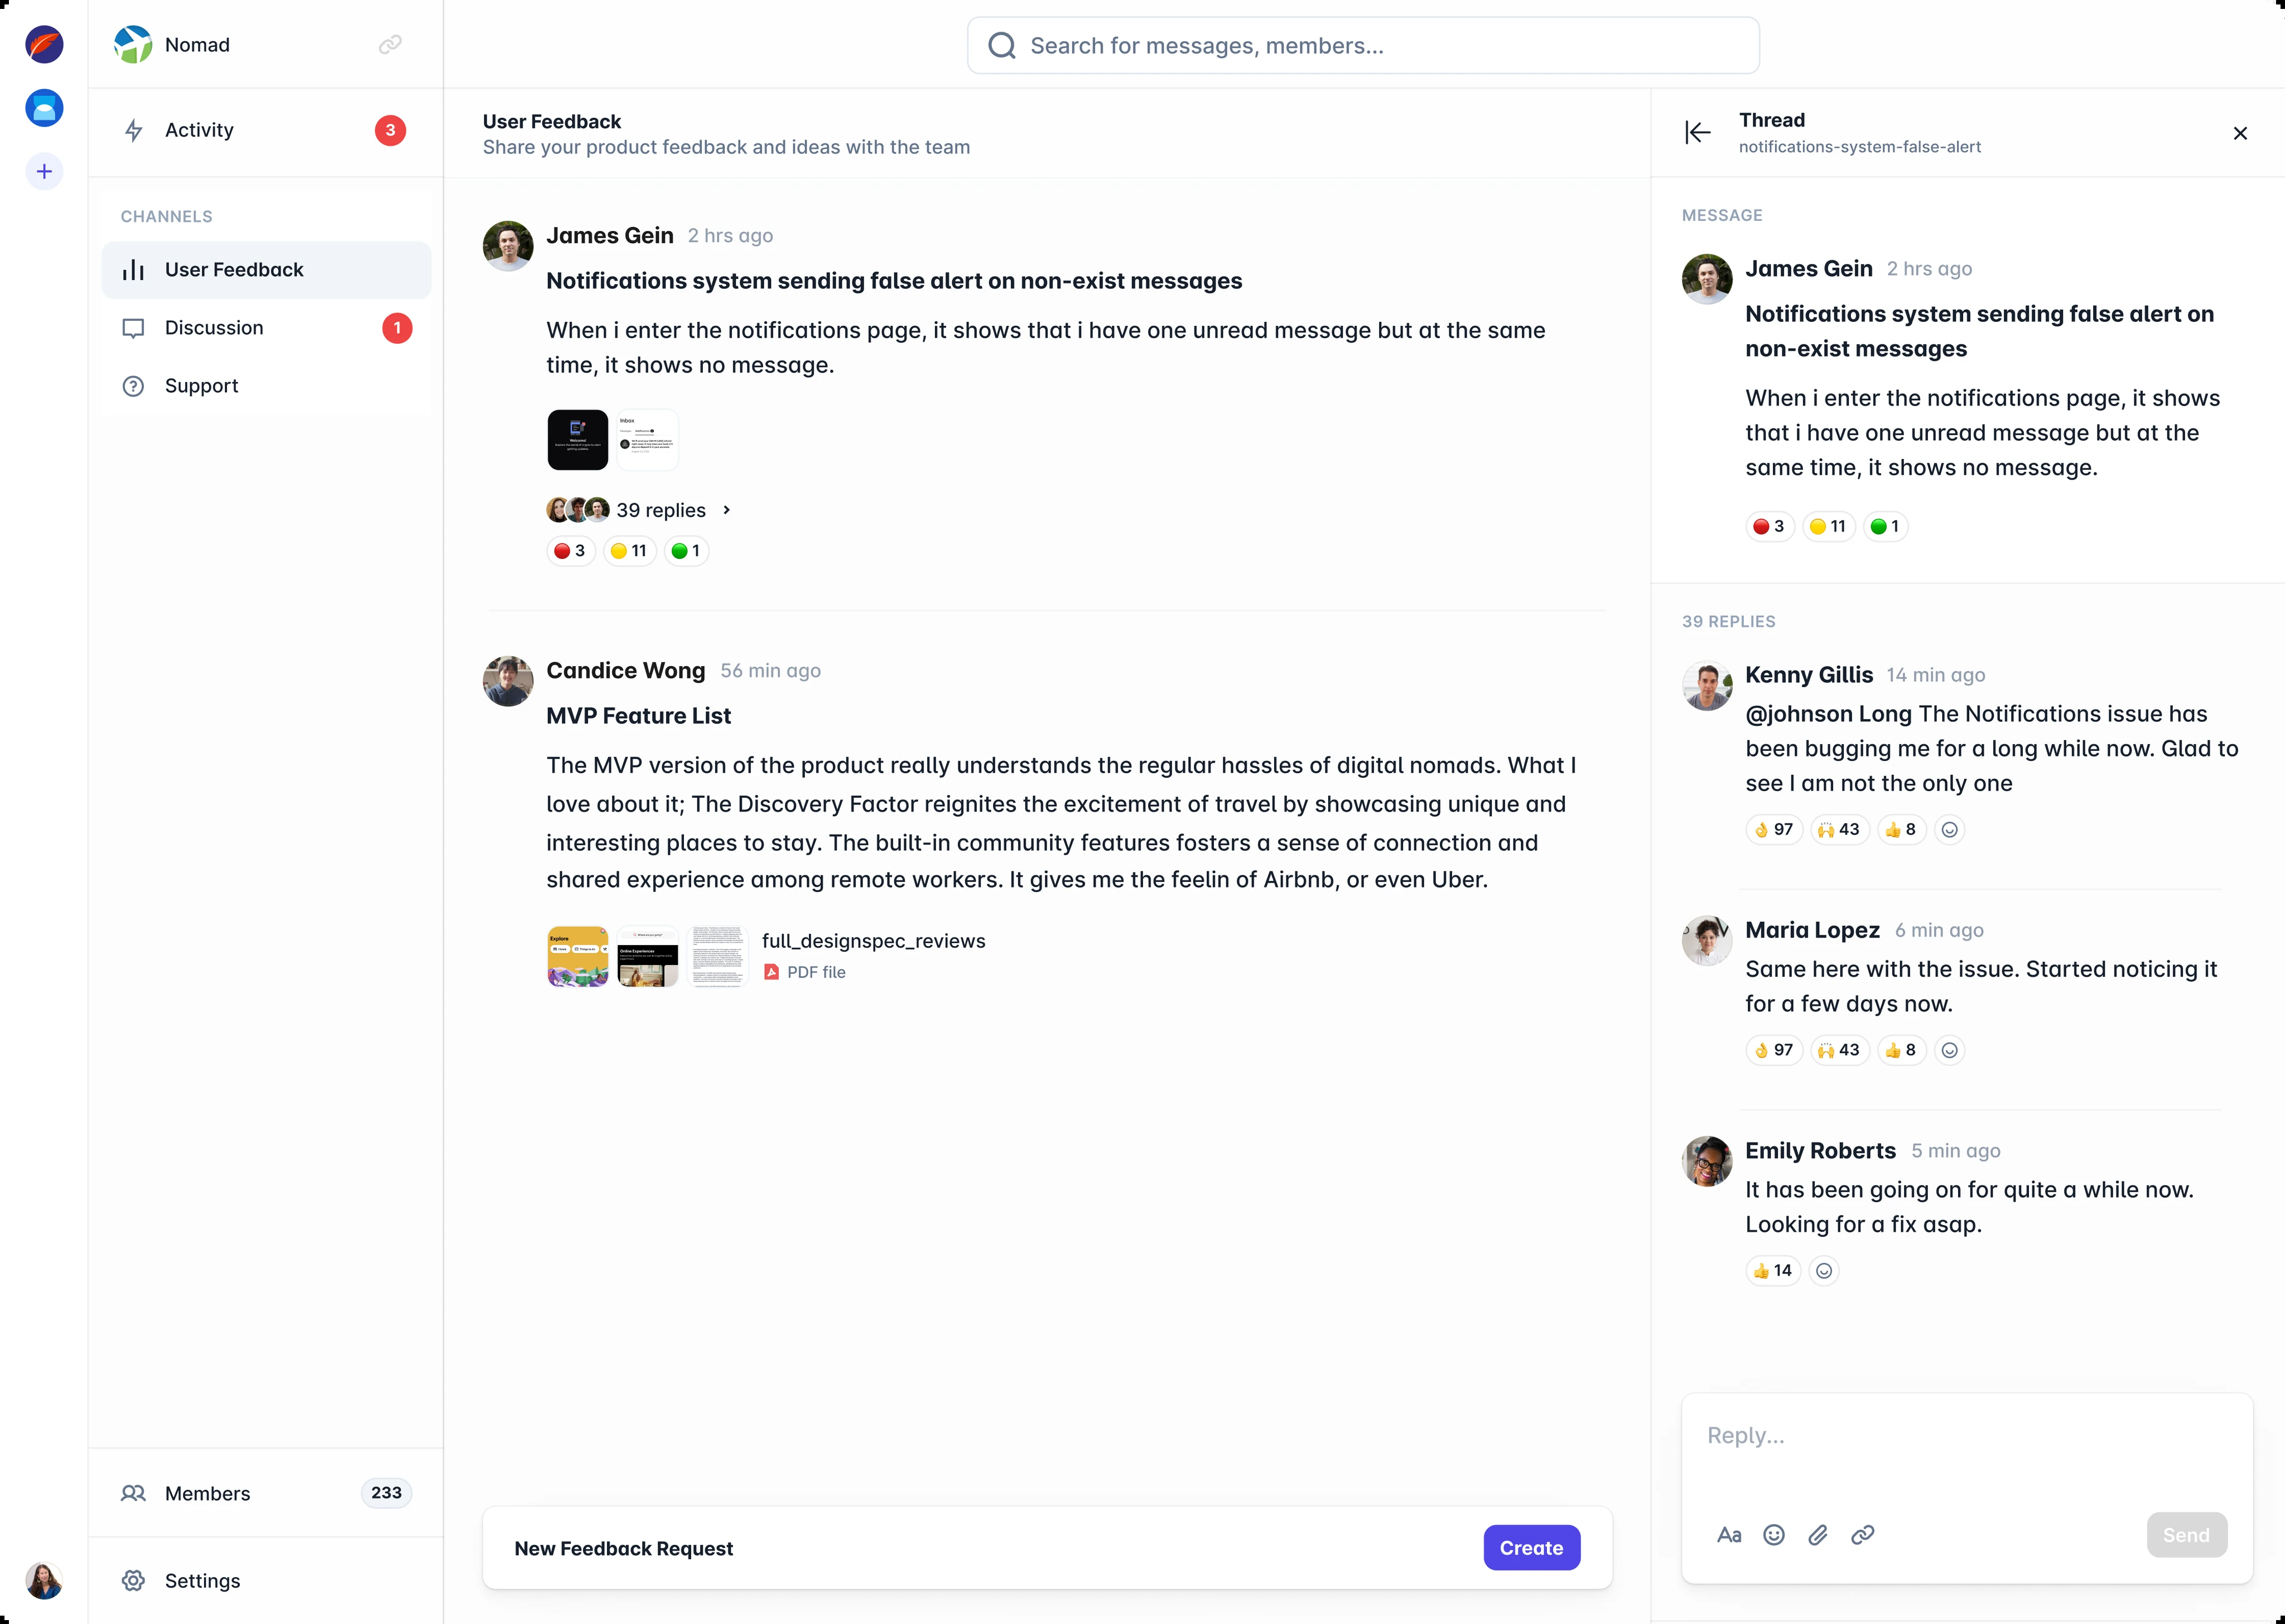 Nomad
Search for messages, members...
Activity
3
CHANNELS
User Feedback
Discussion
1
Support
Members
233
Settings
User Feedback
Share your product feedback and ideas with the team
James Gein 2 hrs ago
Notifications system sending false alert on non-exist messages
When i enter the notifications page, it shows that i have one unread message but at the same
time, it shows no message.
Welcome!
Inbox
39 replies
3 11 1
Candice Wong 56 min ago
MVP Feature List
The MVP version of the product really understands the regular hassles of digital nomads. What I
love about it; The Discovery Factor reignites the excitement of travel by showcasing unique and
interesting places to stay. The built-in community features fosters a sense of connection and
shared experience among remote workers. It gives me the feelin of Airbnb, or even Uber.
Explore
Online Experiences
full_designspec_reviews
PDF file
New Feedback Request
Create
Thread
notifications-system-false-alert
MESSAGE
James Gein 2 hrs ago
Notifications system sending false alert on
non-exist messages
When i enter the notifications page, it shows
that i have one unread message but at the
same time, it shows no message.
3 11 1
39 REPLIES
Kenny Gillis 14 min ago
@johnson Long The Notifications issue has
been bugging me for a long while now. Glad to
see I am not the only one
👌 97 🙌 43 👍 8
Maria Lopez 6 min ago
Same here with the issue. Started noticing it
for a few days now.
👌 97 🙌 43 👍 8
Emily Roberts 5 min ago
It has been going on for quite a while now.
Looking for a fix asap.
👍 14
Reply...
Aa
Send